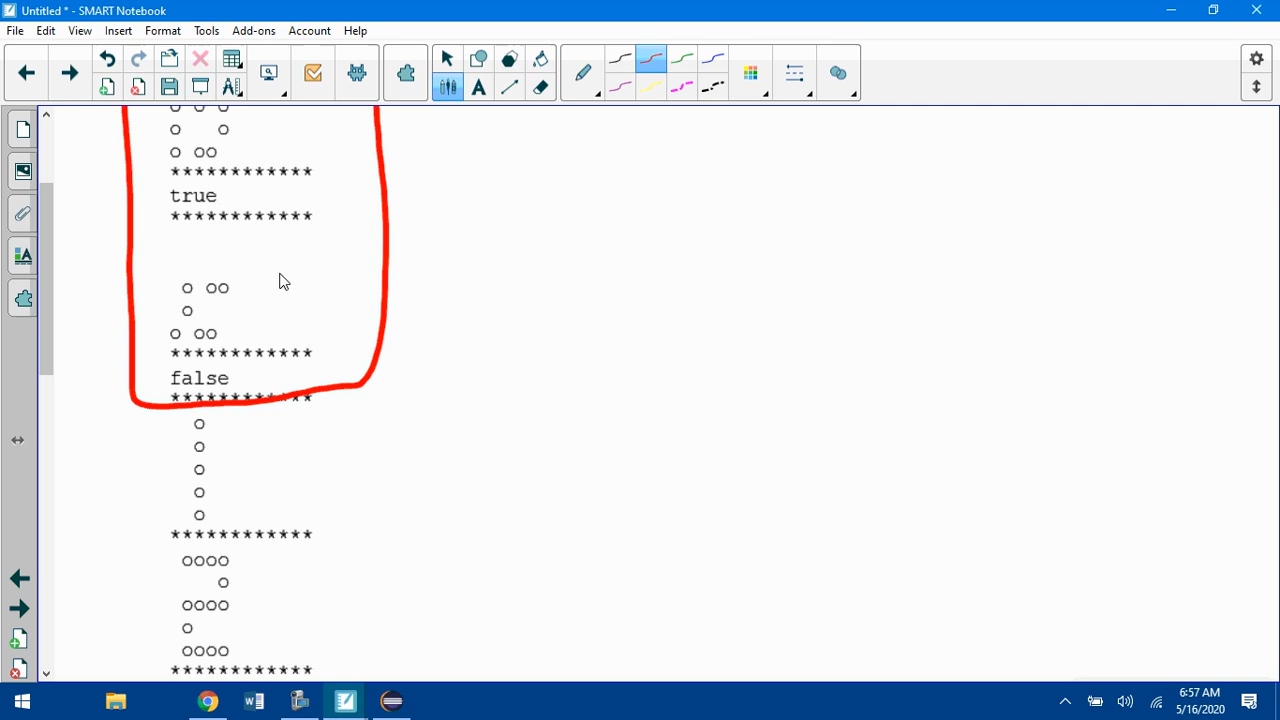 Untitled * - SMART Notebook
File Edit View Insert Format Tools Add-ons Account Help
o o o
o   o
o oo
************
true
************
 o oo
 o
o oo
************
false
************
  o
  o
  o
  o
  o
************
 oooo
    o
 oooo
 o
 oooo
************
6:57 AM
5/16/2020